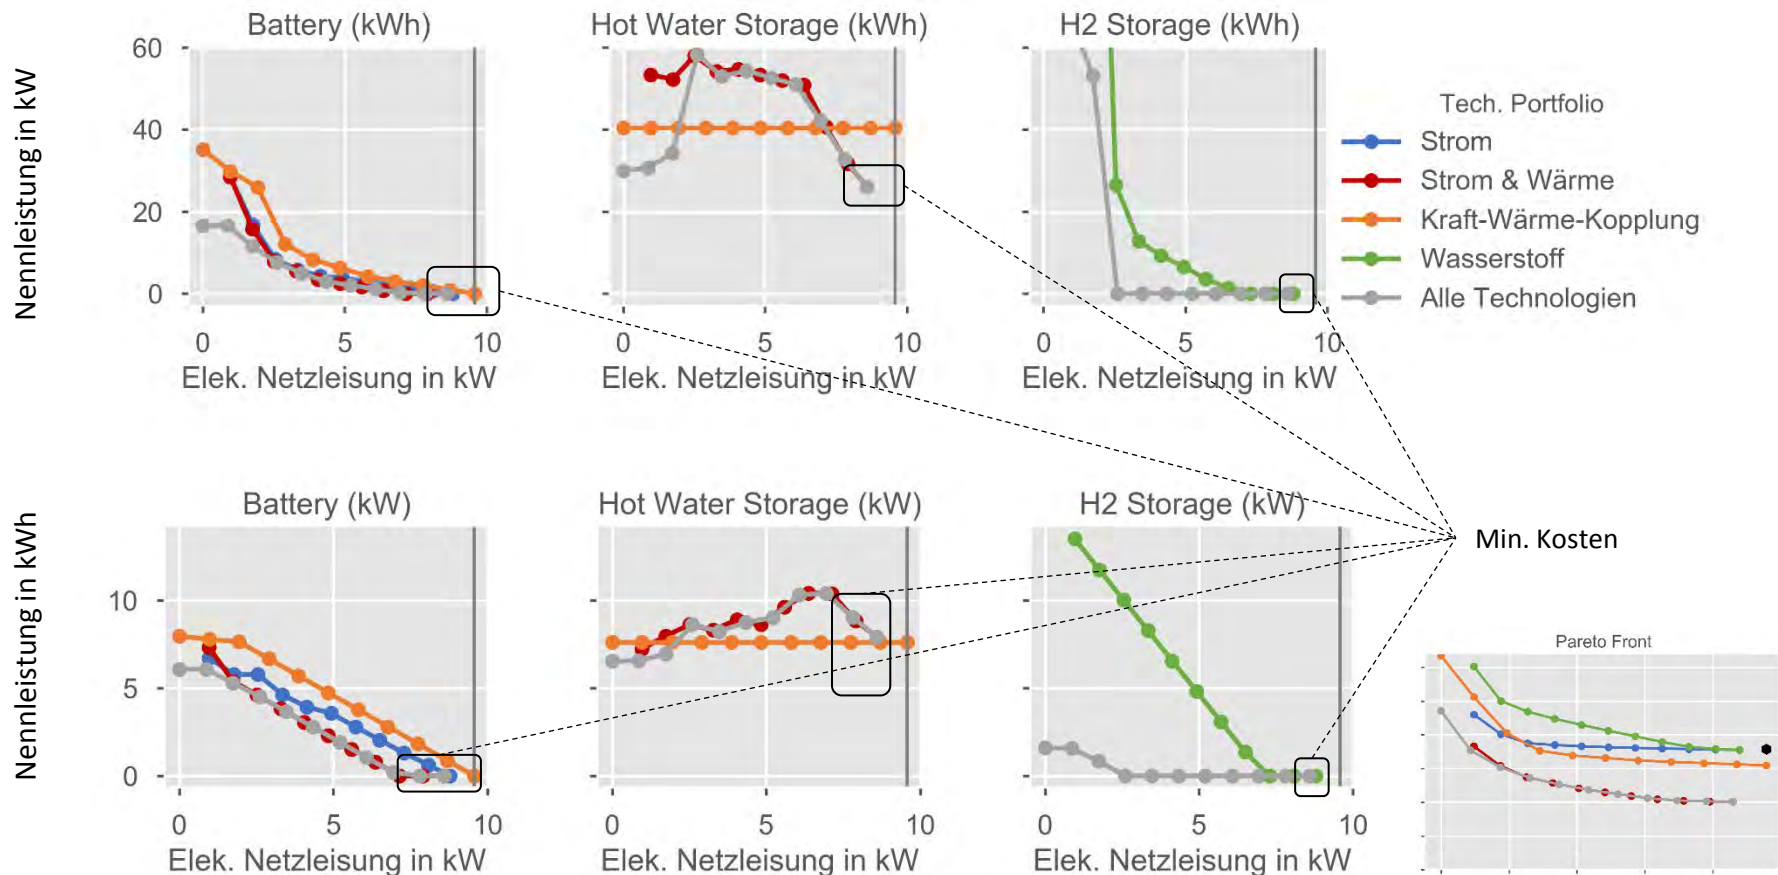 Battery (kWh)
Hot Water Storage (kWh)
H2 Storage (kWh)
Nennleistung in kW
60
40
20
0
0 5 10
0 5 10
0 5 10
Elek. Netzleisung in kW
Elek. Netzleisung in kW
Elek. Netzleisung in kW
Tech. Portfolio
Strom
Strom & Wärme
Kraft-Wärme-Kopplung
Wasserstoff
Alle Technologien
Battery (kW)
Hot Water Storage (kW)
H2 Storage (kW)
Min. Kosten
Nennleistung in kWh
10
5
0
0 5 10
0 5 10
0 5 10
Elek. Netzleisung in kW
Elek. Netzleisung in kW
Elek. Netzleisung in kW
Pareto Front